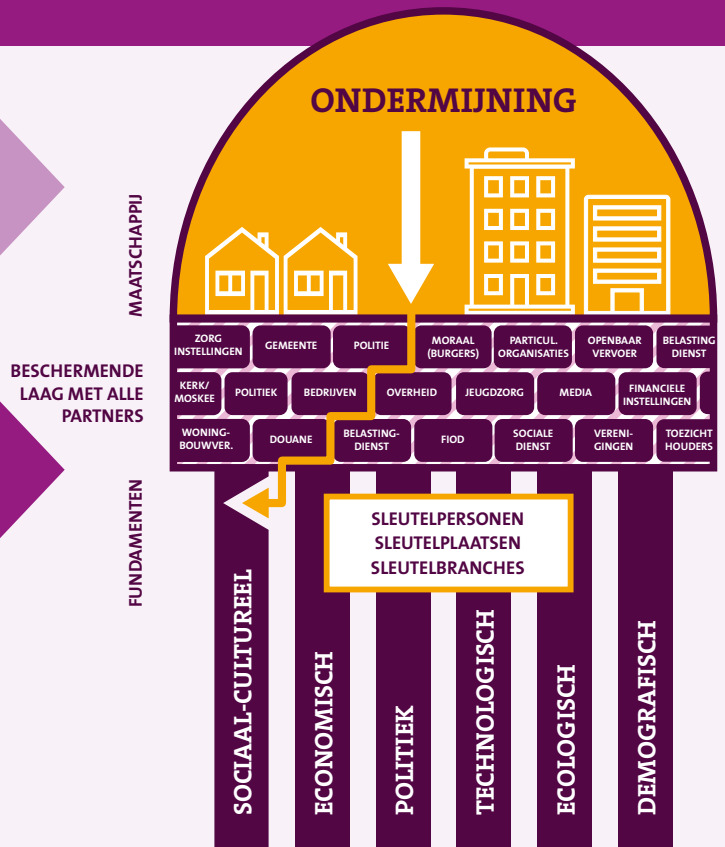 ONDERMIJNING
MAATSCHAPPIJ
BESCHERMENDE
LAAG MET ALLE
PARTNERS
ZORG
INSTELLINGEN
GEMEENTE
POLITIE
MORAAL
(BURGERS)
PARTICUL.
ORGANISATIES
OPENBAAR
VERVOER
BELASTING
DIENST
KERK/
MOSKEE
POLITIEK
BEDRIJVEN
OVERHEID
JEUGDZORG
MEDIA
FINANCIELE
INSTELLINGEN
WONING-
BOUWVER.
DOUANE
BELASTING-
DIENST
FIOD
SOCIALE
DIENST
VERENI-
GINGEN
TOEZICHT
HOUDERS
FUNDAMENTEN
SLEUTELPERSONEN
SLEUTELPLAATSEN
SLEUTELBRANCHES
SOCIAAL-CULTUREEL
ECONOMISCH
POLITIEK
TECHNOLOGISCH
ECOLOGISCH
DEMOGRAFISCH